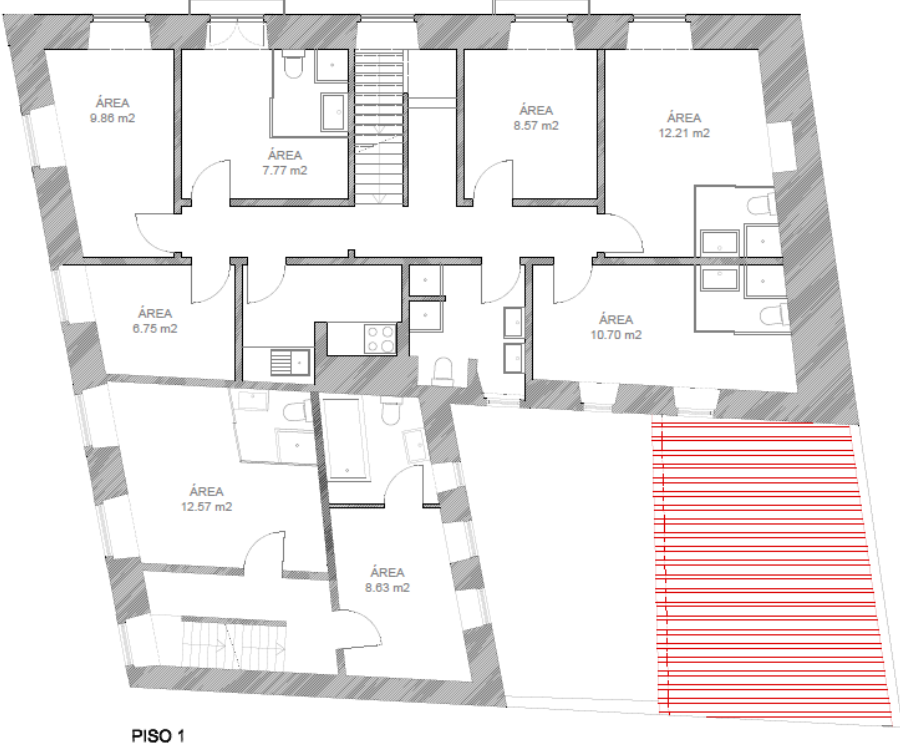 ÁREA
9.86 m2
ÁREA
7.77 m2
ÁREA
8.57 m2
ÁREA
12.21 m2
ÁREA
6.75 m2
ÁREA
10.70 m2
ÁREA
12.57 m2
ÁREA
8.63 m2
PISO 1